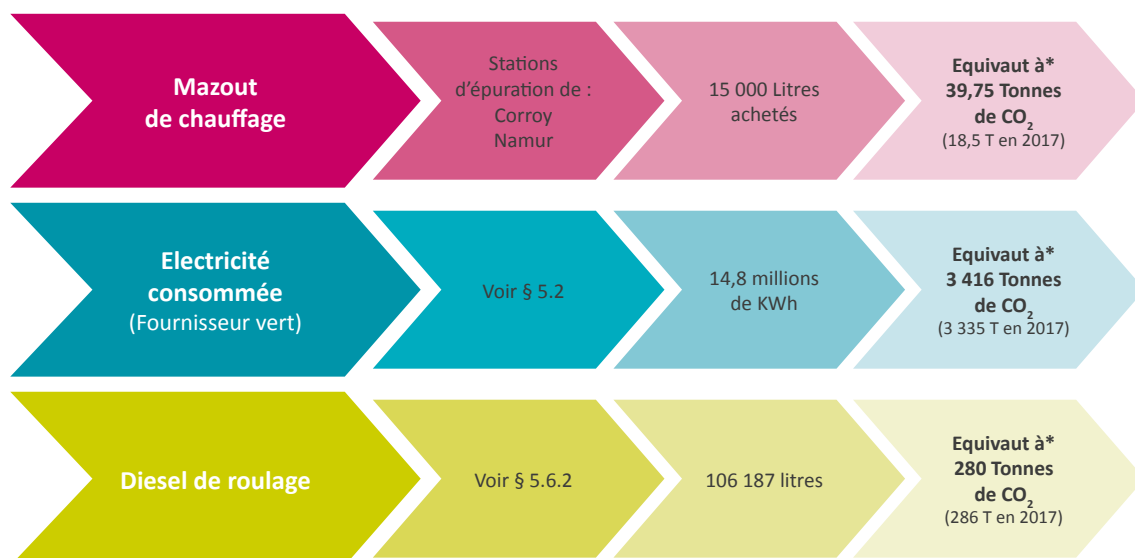 Mazout
de chauffage
Stations
d'épuration de :
Corroy
Namur
15 000 Litres
achetés
Equivaut à*
39,75 Tonnes
de CO₂
(18,5 T en 2017)
Electricité
consommée
(Fournisseur vert)
Voir § 5.2
14,8 millions
de KWh
Equivaut à*
3 416 Tonnes
de CO₂
(3 335 T en 2017)
Diesel de roulage
Voir § 5.6.2
106 187 litres
Equivaut à*
280 Tonnes
de CO₂
(286 T en 2017)